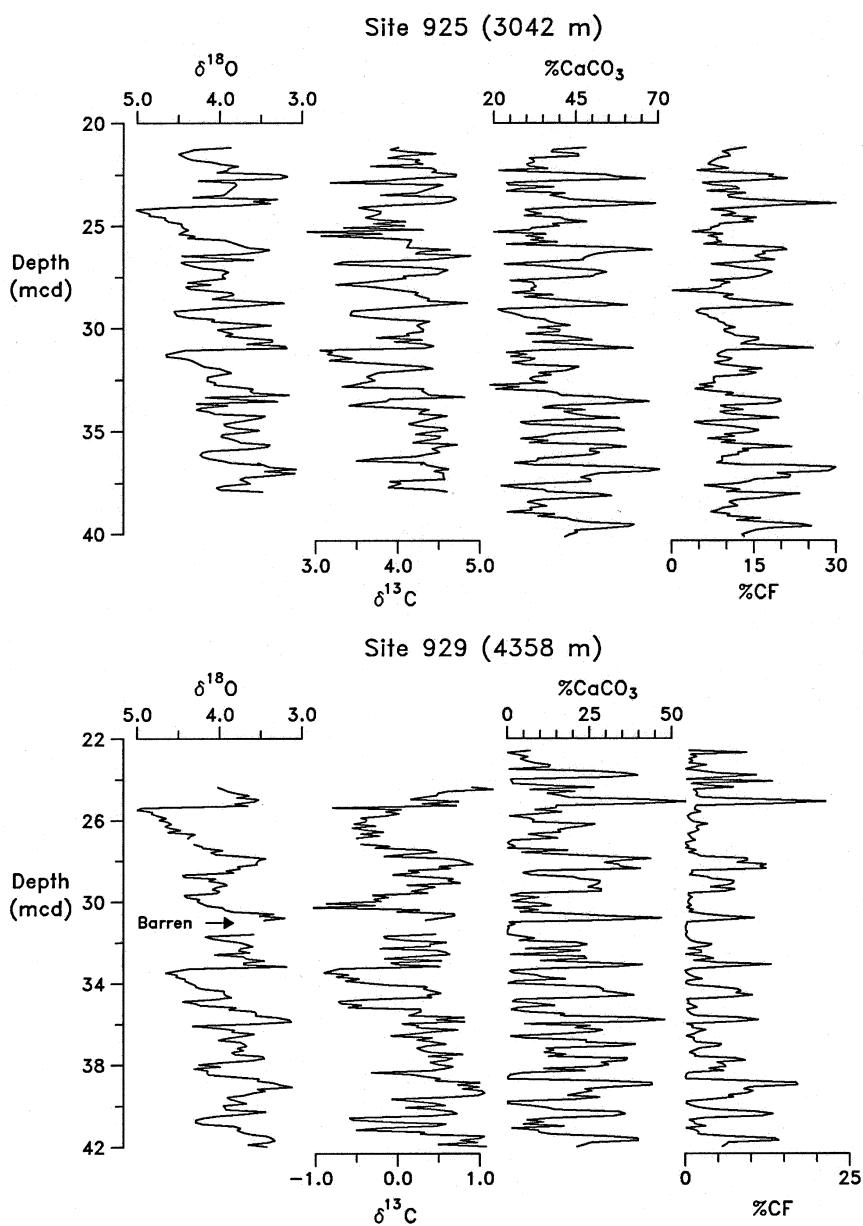 Site 925 (3042 m)
δ18O %CaCO3
5.0 4.0 3.0 20 45 70
20
25
Depth
(mcd)
30
35
40
3.0 4.0 5.0 0 15 30
δ13C %CF
Site 929 (4358 m)
δ18O %CaCO3
5.0 4.0 3.0 0 25 50
22
26
Depth
(mcd)
30
Barren
34
38
42
−1.0 0.0 1.0 0 25
δ13C %CF